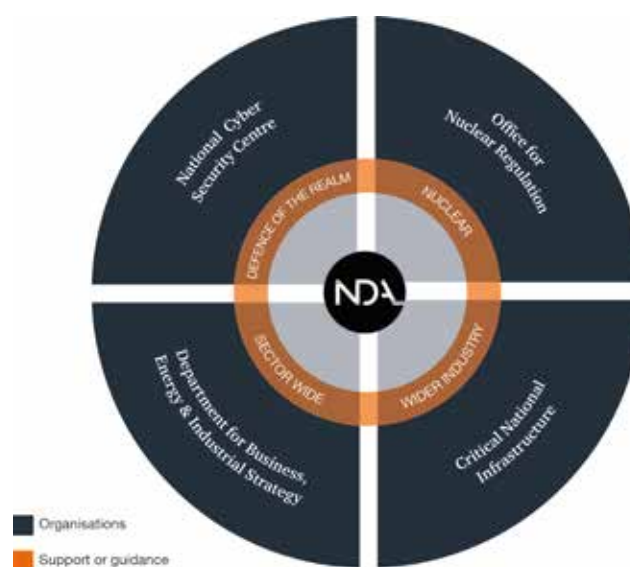 National Cyber
Security Centre
Office for
Nuclear Regulation
DEFENCE OF THE REALM
NUCLEAR
NDA
SECTOR WIDE
WIDER INDUSTRY
Department for Business,
Energy & Industrial Strategy
Critical National
Infrastructure
Organisations
Support or guidance